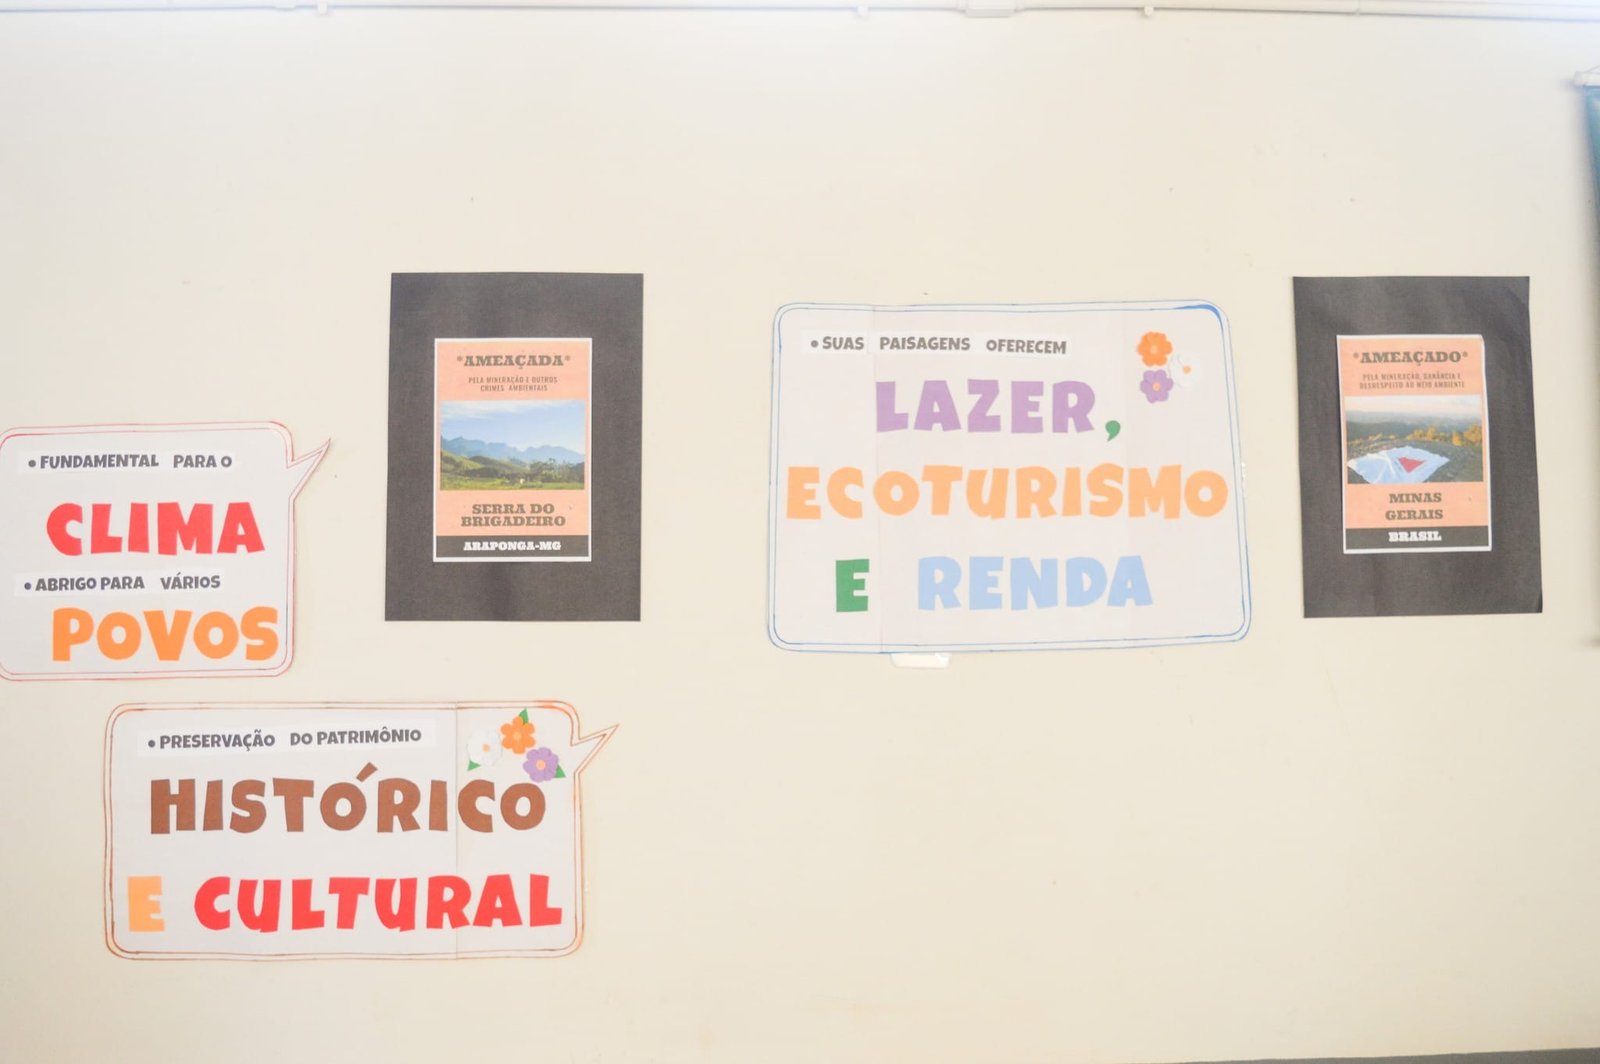 • FUNDAMENTAL PARA O
CLIMA
• ABRIGO PARA VÁRIOS
POVOS
• PRESERVAÇÃO DO PATRIMÔNIO
HISTÓRICO
E CULTURAL
*AMEAÇADA*
PELA MINERAÇÃO E OUTROS
CRIMES AMBIENTAIS
SERRA DO
BRIGADEIRO
ARAPONGA-MG
• SUAS PAISAGENS OFERECEM
LAZER,
ECOTURISMO
E RENDA
*AMEAÇADO*
PELA MINERAÇÃO, GANÂNCIA E
DESRESPEITO AO MEIO AMBIENTE
MINAS
GERAIS
BRASIL